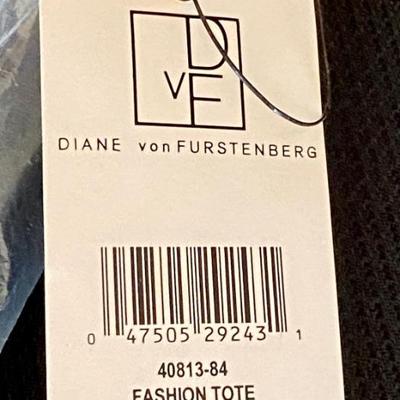 DvF
DIANE von FURSTENBERG
0 47505 29243 1
40813-84
FASHION TOTE